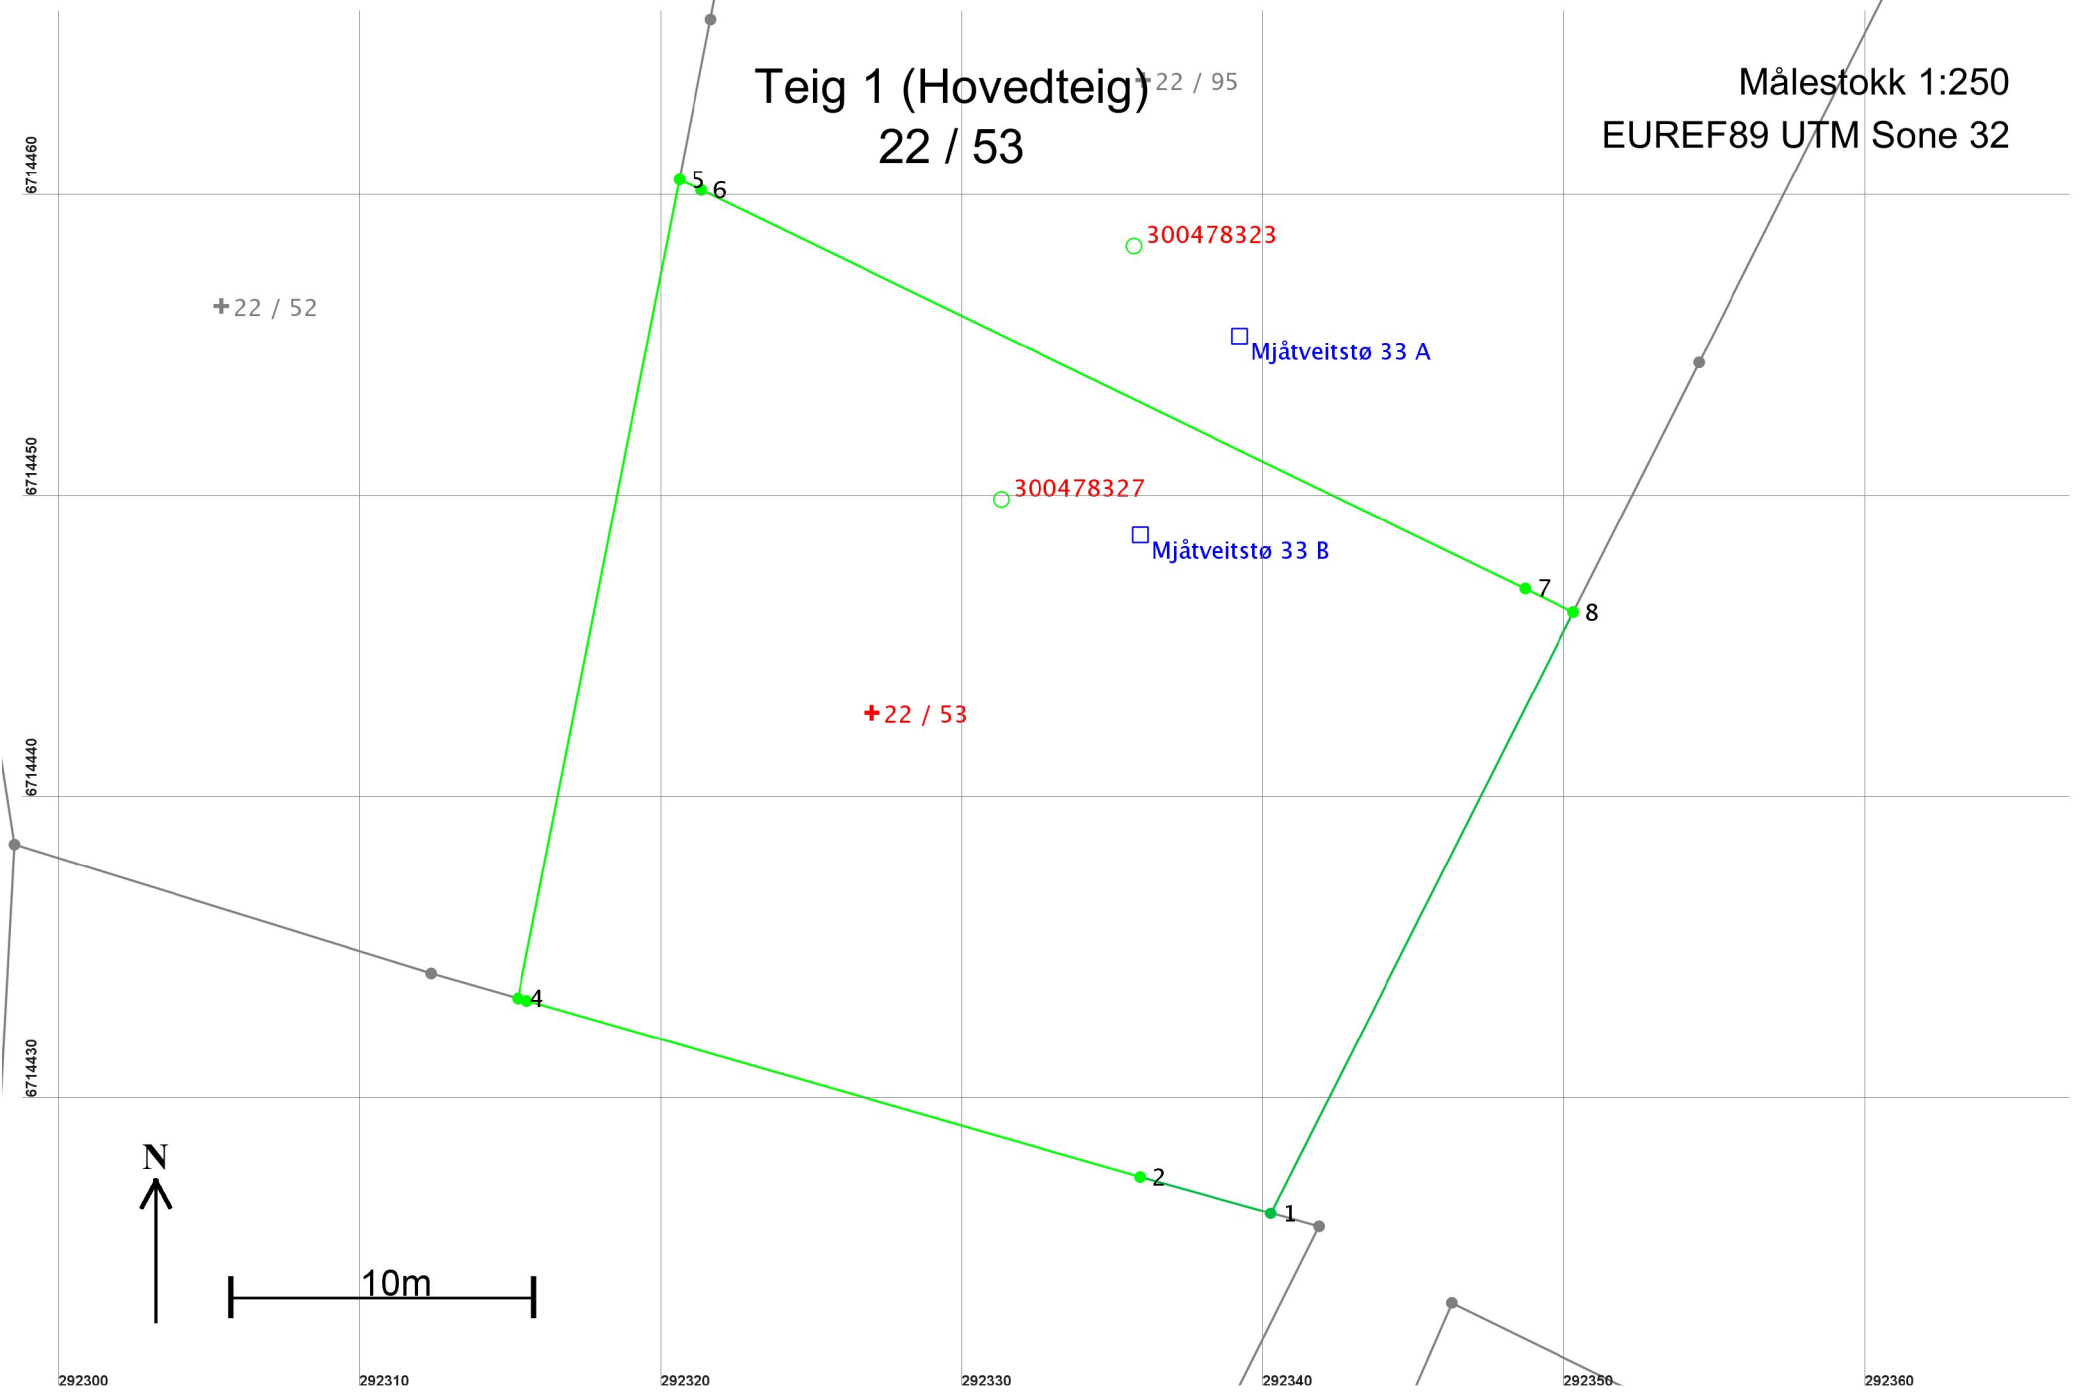 Teig 1 (Hovedteig)
22 / 53
22 / 95
Målestokk 1:250
EUREF89 UTM Sone 32
6714460
5
6
300478323
22 / 52
Mjåtveitstø 33 A
6714450
300478327
Mjåtveitstø 33 B
7
8
22 / 53
6714440
4
6714430
N
2
1
10m
292300
292310
292320
292330
292340
292350
292360